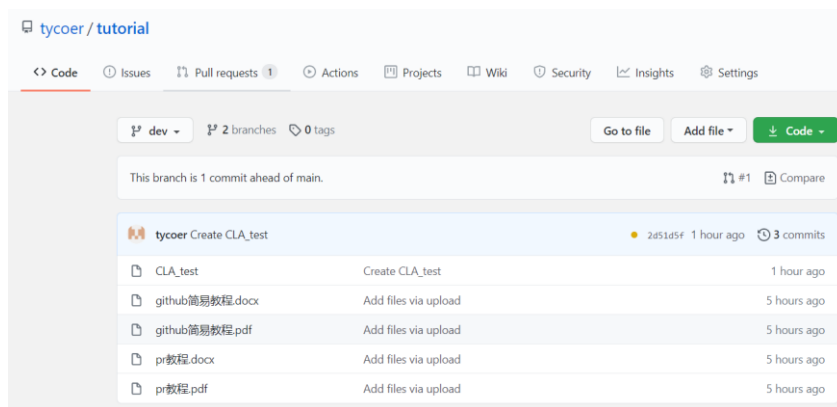 tycoer / tutorial
<> Code Issues Pull requests 1 Actions Projects Wiki Security Insights Settings
dev 2 branches 0 tags Go to file Add file Code
This branch is 1 commit ahead of main. #1 Compare
tycoer Create CLA_test 2d51d5f 1 hour ago 3 commits
CLA_test Create CLA_test 1 hour ago
github简易教程.docx Add files via upload 5 hours ago
github简易教程.pdf Add files via upload 5 hours ago
pr教程.docx Add files via upload 5 hours ago
pr教程.pdf Add files via upload 5 hours ago